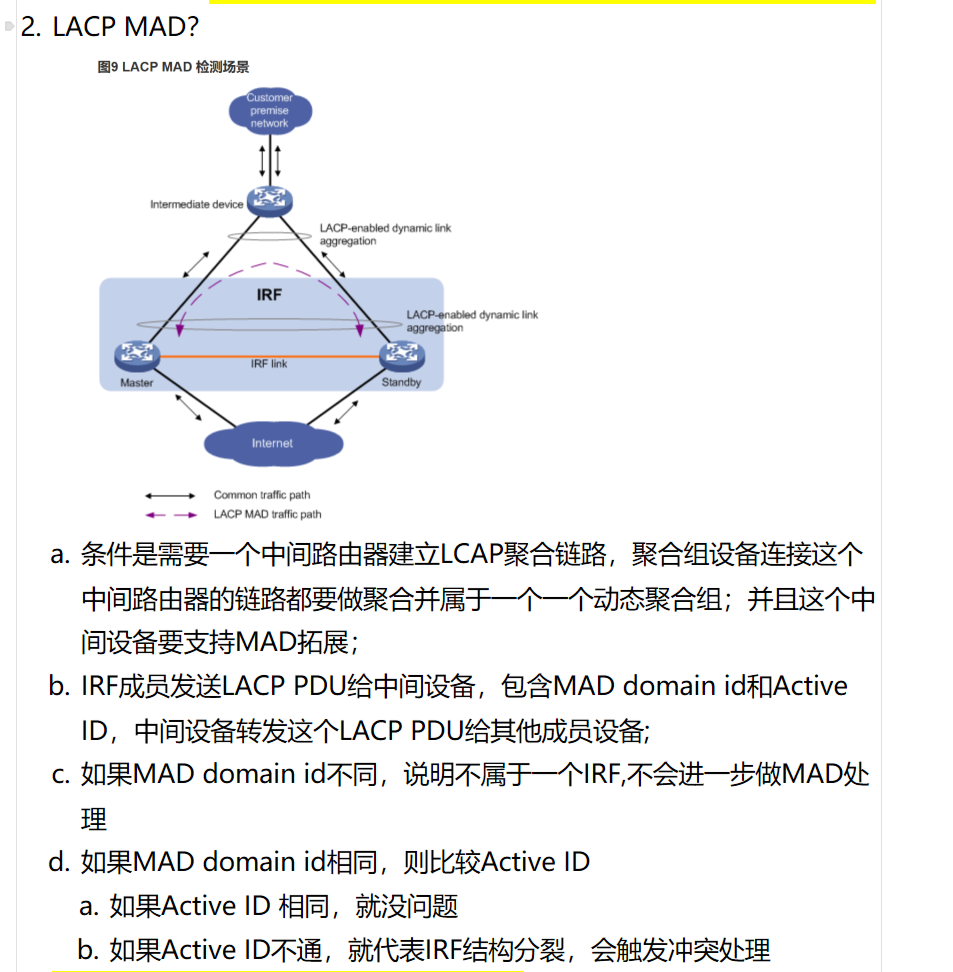 2. LACP MAD?
图9 LACP MAD 检测场景
Customer
premise
network
Intermediate device
LACP-enabled dynamic link
aggregation
IRF
LACP-enabled dynamic link
aggregation
IRF link
Master
Standby
Internet
Common traffic path
LACP MAD traffic path
a. 条件是需要一个中间路由器建立LCAP聚合链路，聚合组设备连接这个
中间路由器的链路都要做聚合并属于一个一个动态聚合组；并且这个中
间设备要支持MAD拓展；
b. IRF成员发送LACP PDU给中间设备，包含MAD domain id和Active
ID，中间设备转发这个LACP PDU给其他成员设备;
c. 如果MAD domain id不同，说明不属于一个IRF,不会进一步做MAD处
理
d. 如果MAD domain id相同，则比较Active ID
a. 如果Active ID 相同，就没问题
b. 如果Active ID不通，就代表IRF结构分裂，会触发冲突处理